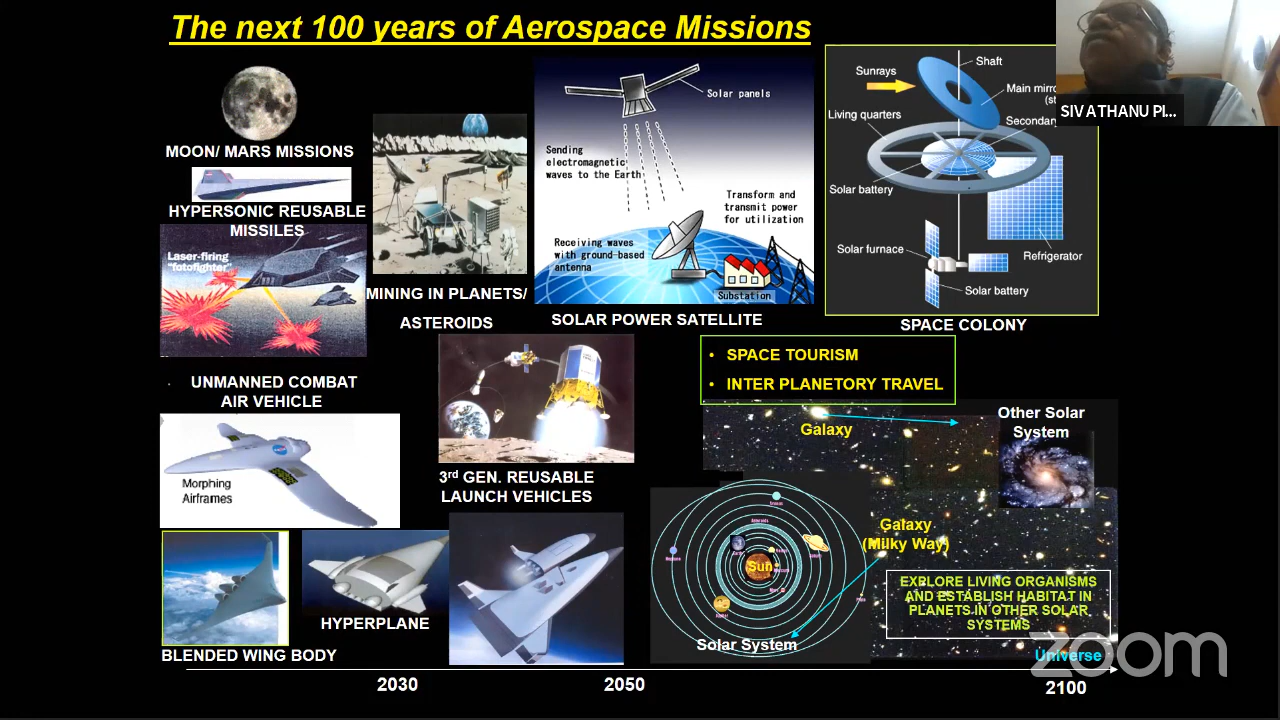 The next 100 years of Aerospace Missions
SIV ATHANU PI...
MOON/ MARS MISSIONS
HYPERSONIC REUSABLE
MISSILES
Laser-firing
"fotofighter"
UNMANNED COMBAT
AIR VEHICLE
Morphing
Airframes
BLENDED WING BODY
HYPERPLANE
MINING IN PLANETS/
ASTEROIDS
3rd GEN. REUSABLE
LAUNCH VEHICLES
Solar panels
Sending
electromagnetic
waves to the Earth
Transform and
transmit power
for utilization
Receiving waves
with ground-based
antenna
Substation
SOLAR POWER SATELLITE
Shaft
Sunrays
Main mirro
(st
Living quarters
Secondary
Solar battery
Solar furnace
Refrigerator
Solar battery
SPACE COLONY
• SPACE TOURISM
• INTER PLANETORY TRAVEL
Galaxy
Other Solar
System
Galaxy
(Milky Way)
Sun
Solar System
EXPLORE LIVING ORGANISMS
AND ESTABLISH HABITAT IN
PLANETS IN OTHER SOLAR
SYSTEMS
Universe
zoom
2030
2050
2100